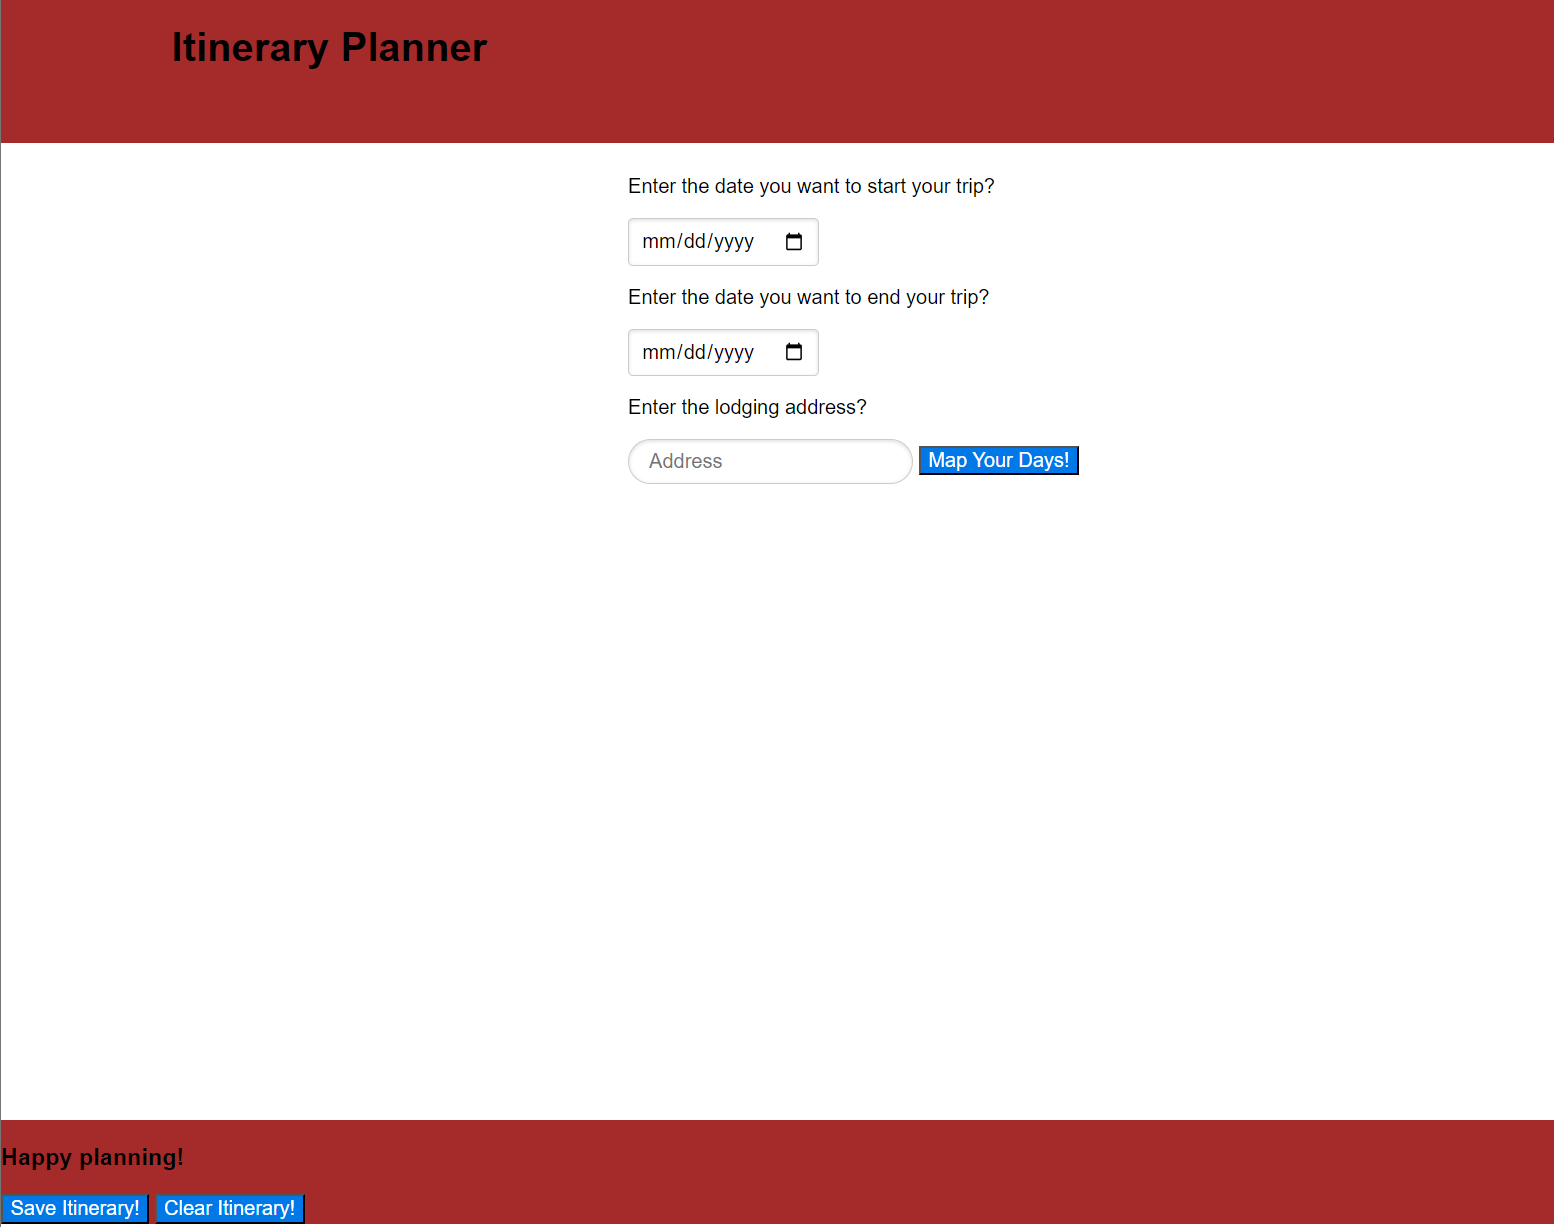 Itinerary Planner
Enter the date you want to start your trip?
mm/dd/yyyy
Enter the date you want to end your trip?
mm/dd/yyyy
Enter the lodging address?
Address Map Your Days!
Happy planning!
Save Itinerary! Clear Itinerary!